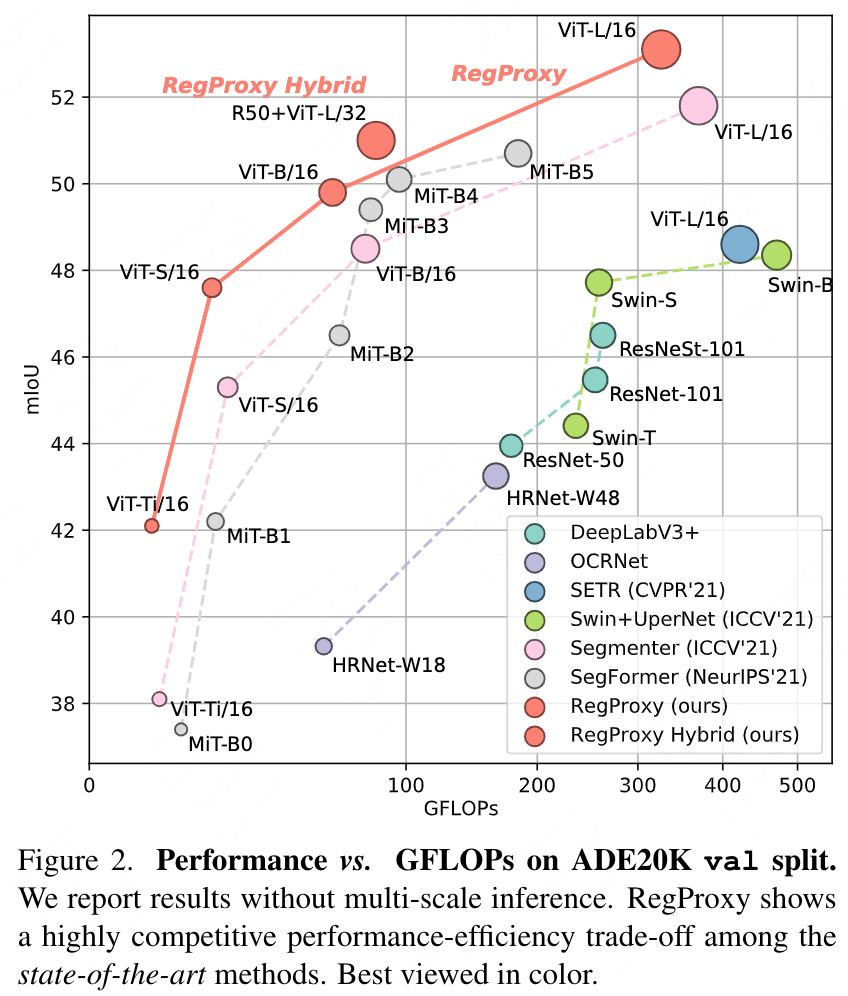 ViT-L/16
RegProxy Hybrid
RegProxy
52
R50+ViT-L/32
ViT-L/16
ViT-B/16
MiT-B5
50
MiT-B4
MiT-B3
ViT-L/16
ViT-S/16
ViT-B/16
48
Swin-B
Swin-S
MiT-B2
ResNeSt-101
46
mIoU
ViT-S/16
ResNet-101
44
Swin-T
ResNet-50
ViT-Ti/16
HRNet-W48
42
MiT-B1
DeepLabV3+
OCRNet
SETR (CVPR'21)
Swin+UperNet (ICCV'21)
Segmenter (ICCV'21)
SegFormer (NeurIPS'21)
RegProxy (ours)
RegProxy Hybrid (ours)
40
HRNet-W18
38
ViT-Ti/16
MiT-B0
0 100 200 300 400 500
GFLOPs
Figure 2. Performance vs. GFLOPs on ADE20K val split.
We report results without multi-scale inference. RegProxy shows
a highly competitive performance-efficiency trade-off among the
state-of-the-art methods. Best viewed in color.